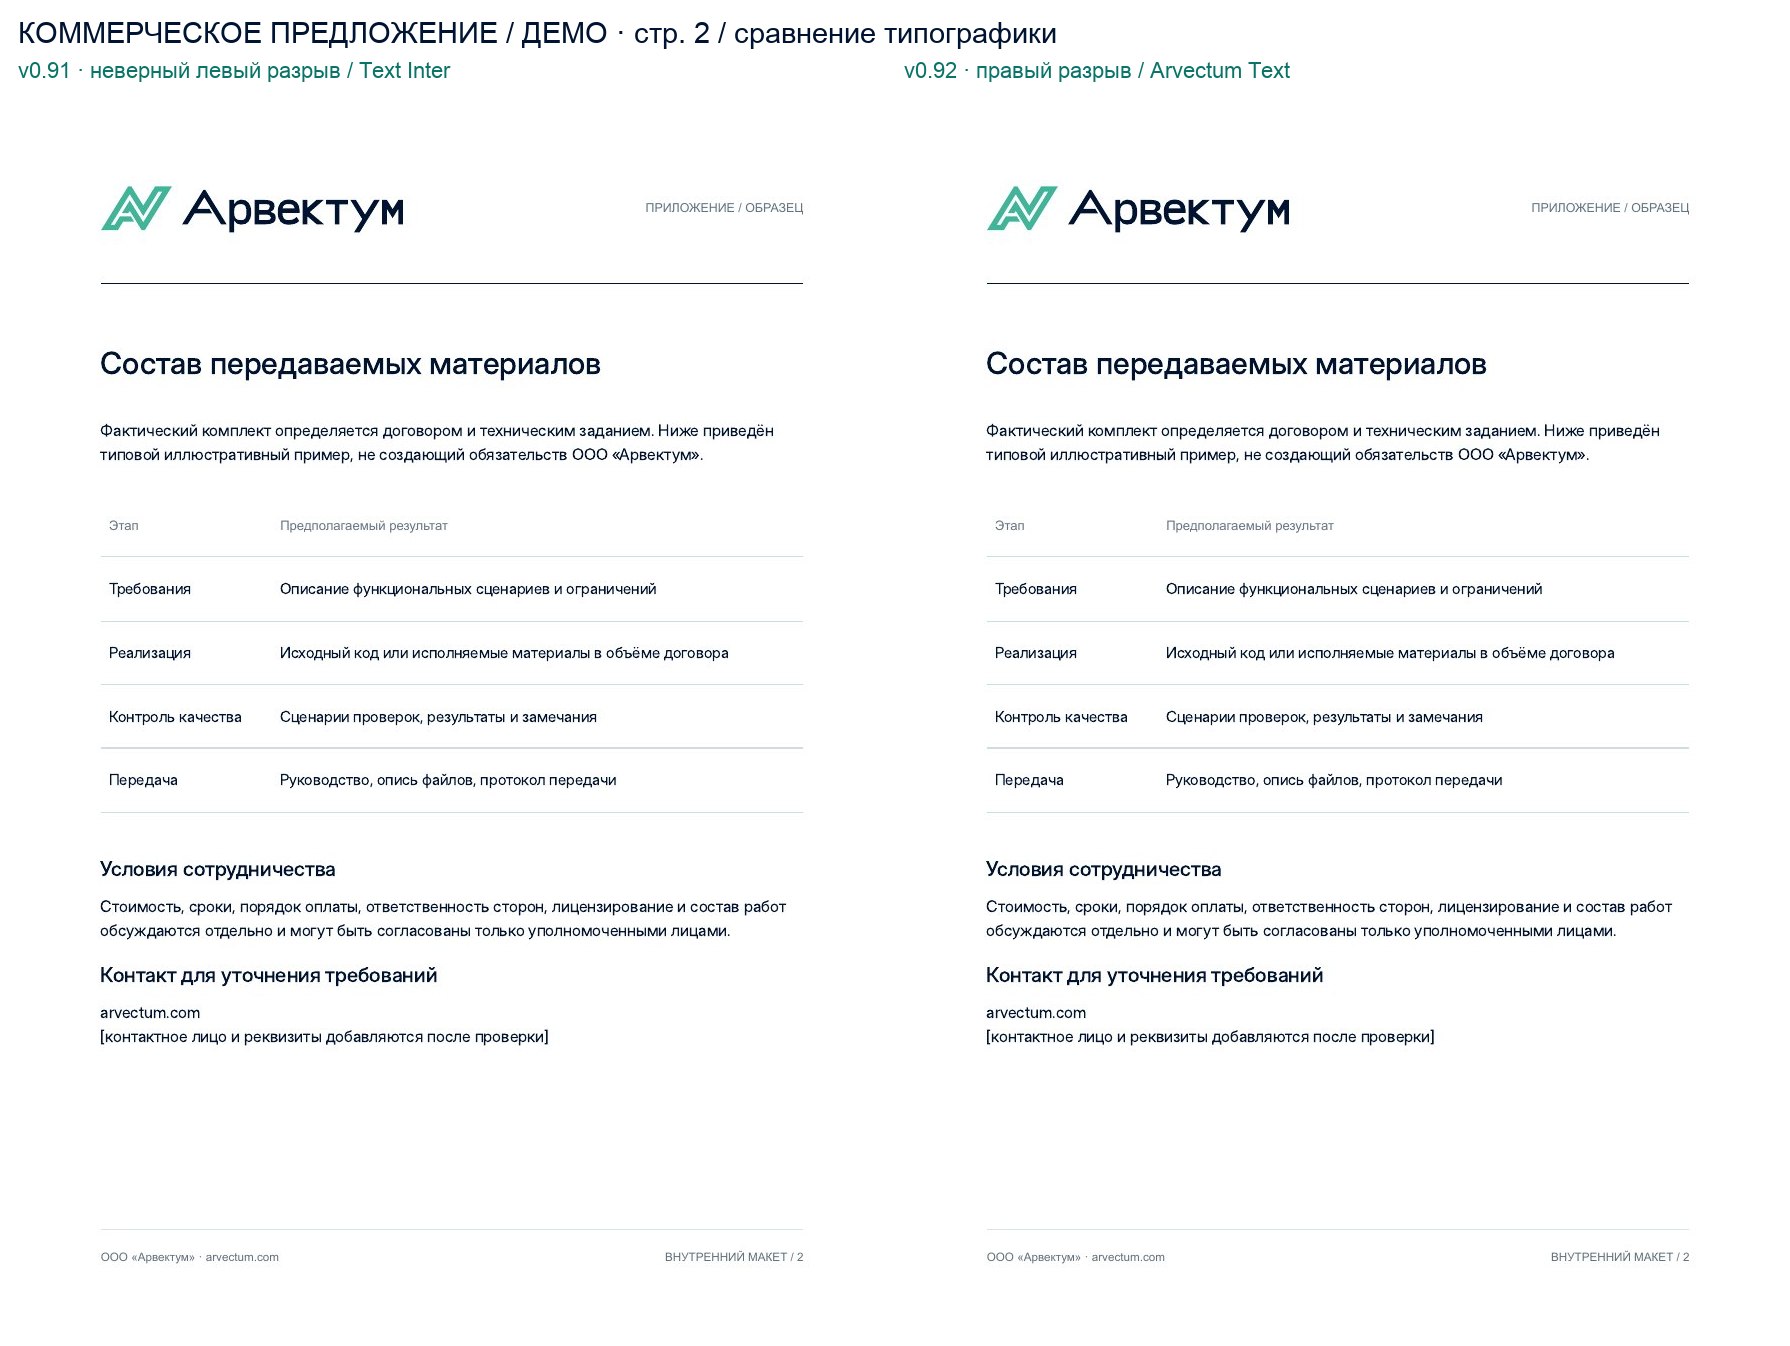 КОММЕРЧЕСКОЕ ПРЕДЛОЖЕНИЕ / ДЕМО · стр. 2 / сравнение типографики
v0.91 · неверный левый разрыв / Text Inter
Арвектум
ПРИЛОЖЕНИЕ / ОБРАЗЕЦ
Состав передаваемых материалов
Фактический комплект определяется договором и техническим заданием. Ниже приведён
типовой иллюстративный пример, не создающий обязательств ООО «Арвектум».
Этап Предполагаемый результат
Требования Описание функциональных сценариев и ограничений
Реализация Исходный код или исполняемые материалы в объёме договора
Контроль качества Сценарии проверок, результаты и замечания
Передача Руководство, опись файлов, протокол передачи
Условия сотрудничества
Стоимость, сроки, порядок оплаты, ответственность сторон, лицензирование и состав работ
обсуждаются отдельно и могут быть согласованы только уполномоченными лицами.
Контакт для уточнения требований
arvectum.com
[контактное лицо и реквизиты добавляются после проверки]
ООО «Арвектум» · arvectum.com
ВНУТРЕННИЙ МАКЕТ / 2
v0.92 · правый разрыв / Arvectum Text
Арвектум
ПРИЛОЖЕНИЕ / ОБРАЗЕЦ
Состав передаваемых материалов
Фактический комплект определяется договором и техническим заданием. Ниже приведён
типовой иллюстративный пример, не создающий обязательств ООО «Арвектум».
Этап Предполагаемый результат
Требования Описание функциональных сценариев и ограничений
Реализация Исходный код или исполняемые материалы в объёме договора
Контроль качества Сценарии проверок, результаты и замечания
Передача Руководство, опись файлов, протокол передачи
Условия сотрудничества
Стоимость, сроки, порядок оплаты, ответственность сторон, лицензирование и состав работ
обсуждаются отдельно и могут быть согласованы только уполномоченными лицами.
Контакт для уточнения требований
arvectum.com
[контактное лицо и реквизиты добавляются после проверки]
ООО «Арвектум» · arvectum.com
ВНУТРЕННИЙ МАКЕТ / 2